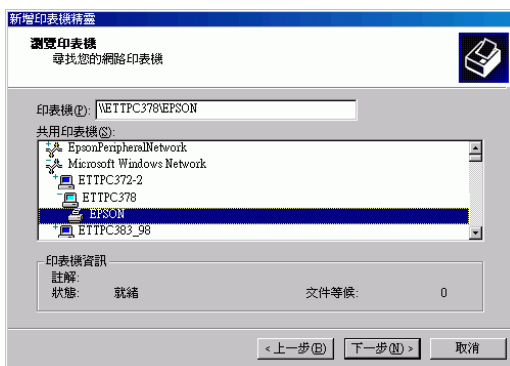 新增印表機精靈
瀏覽印表機
尋找您的網路印表機
印表機(P): \\ETTPC378\EPSON
共用印表機(S):
EpsonPeripheralNetwork
Microsoft Windows Network
ETTPC372-2
ETTPC378
EPSON
ETTPC383_98
印表機資訊
註解:
狀態: 就緒 文件等候: 0
<上一步(B) 下一步(N)> 取消